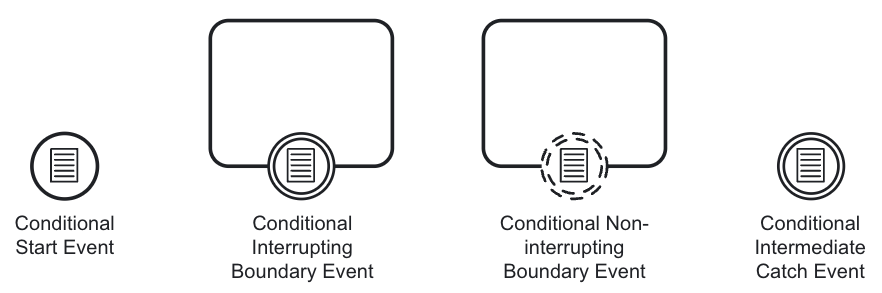 Conditional
Start Event
Conditional
Interrupting
Boundary Event
Conditional Non-
interrupting
Boundary Event
Conditional
Intermediate
Catch Event